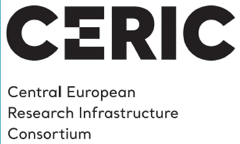 CERIC
Central European
Research Infrastructure
Consortium